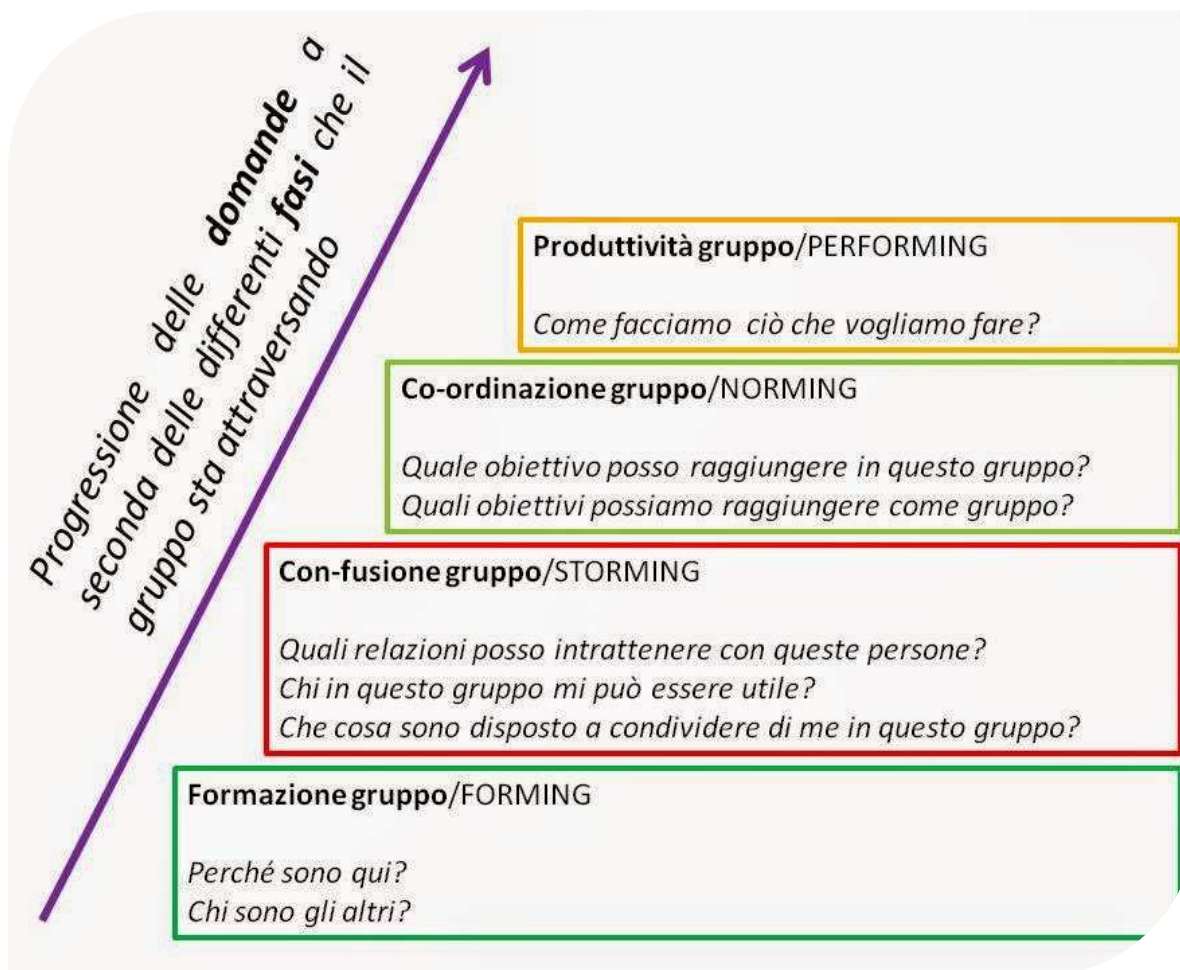 Progressione delle domande a
seconda delle differenti fasi che il
gruppo sta attraversando
Produttività gruppo/PERFORMING
Come facciamo ciò che vogliamo fare?
Co-ordinazione gruppo/NORMING
Quale obiettivo posso raggiungere in questo gruppo?
Quali obiettivi possiamo raggiungere come gruppo?
Con-fusione gruppo/STORMING
Quali relazioni posso intrattenere con queste persone?
Chi in questo gruppo mi può essere utile?
Che cosa sono disposto a condividere di me in questo gruppo?
Formazione gruppo/FORMING
Perché sono qui?
Chi sono gli altri?